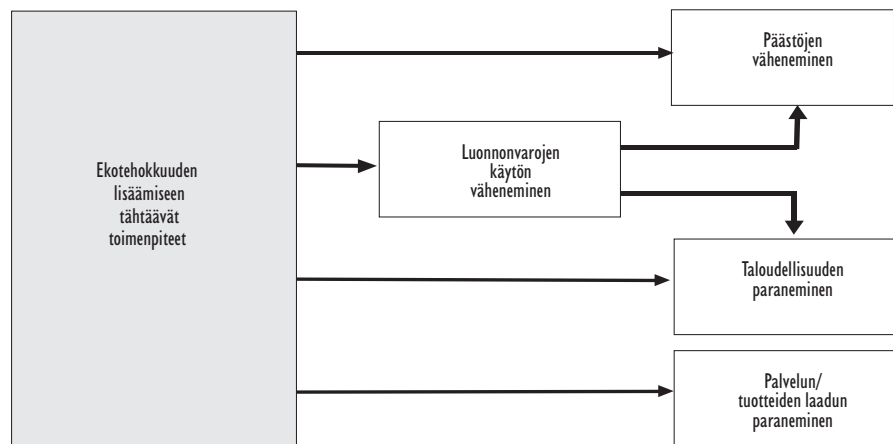 Ekotehokkuuden
lisäämiseen
tähtäävät
toimenpiteet
Päästöjen
väheneminen
Luonnonvarojen
käytön
väheneminen
Taloudellisuuden
paraneminen
Palvelun/
tuotteiden laadun
paraneminen